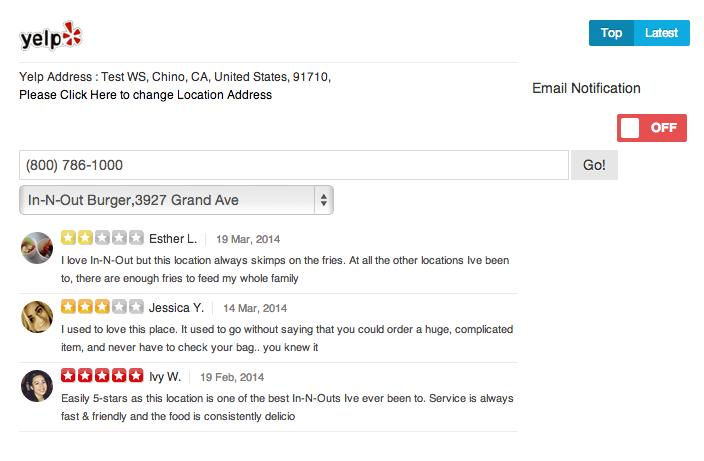 yelp
Top Latest
Yelp Address : Test WS, Chino, CA, United States, 91710,
Please Click Here to change Location Address
Email Notification
OFF
(800) 786-1000 Go!
In-N-Out Burger,3927 Grand Ave
Esther L. 19 Mar, 2014
I love In-N-Out but this location always skimps on the fries. At all the other locations Ive been
to, there are enough fries to feed my whole family
Jessica Y. 14 Mar, 2014
I used to love this place. It used to go without saying that you could order a huge, complicated
item, and never have to check your bag.. you knew it
Ivy W. 19 Feb, 2014
Easily 5-stars as this location is one of the best In-N-Outs Ive ever been to. Service is always
fast & friendly and the food is consistently delicio